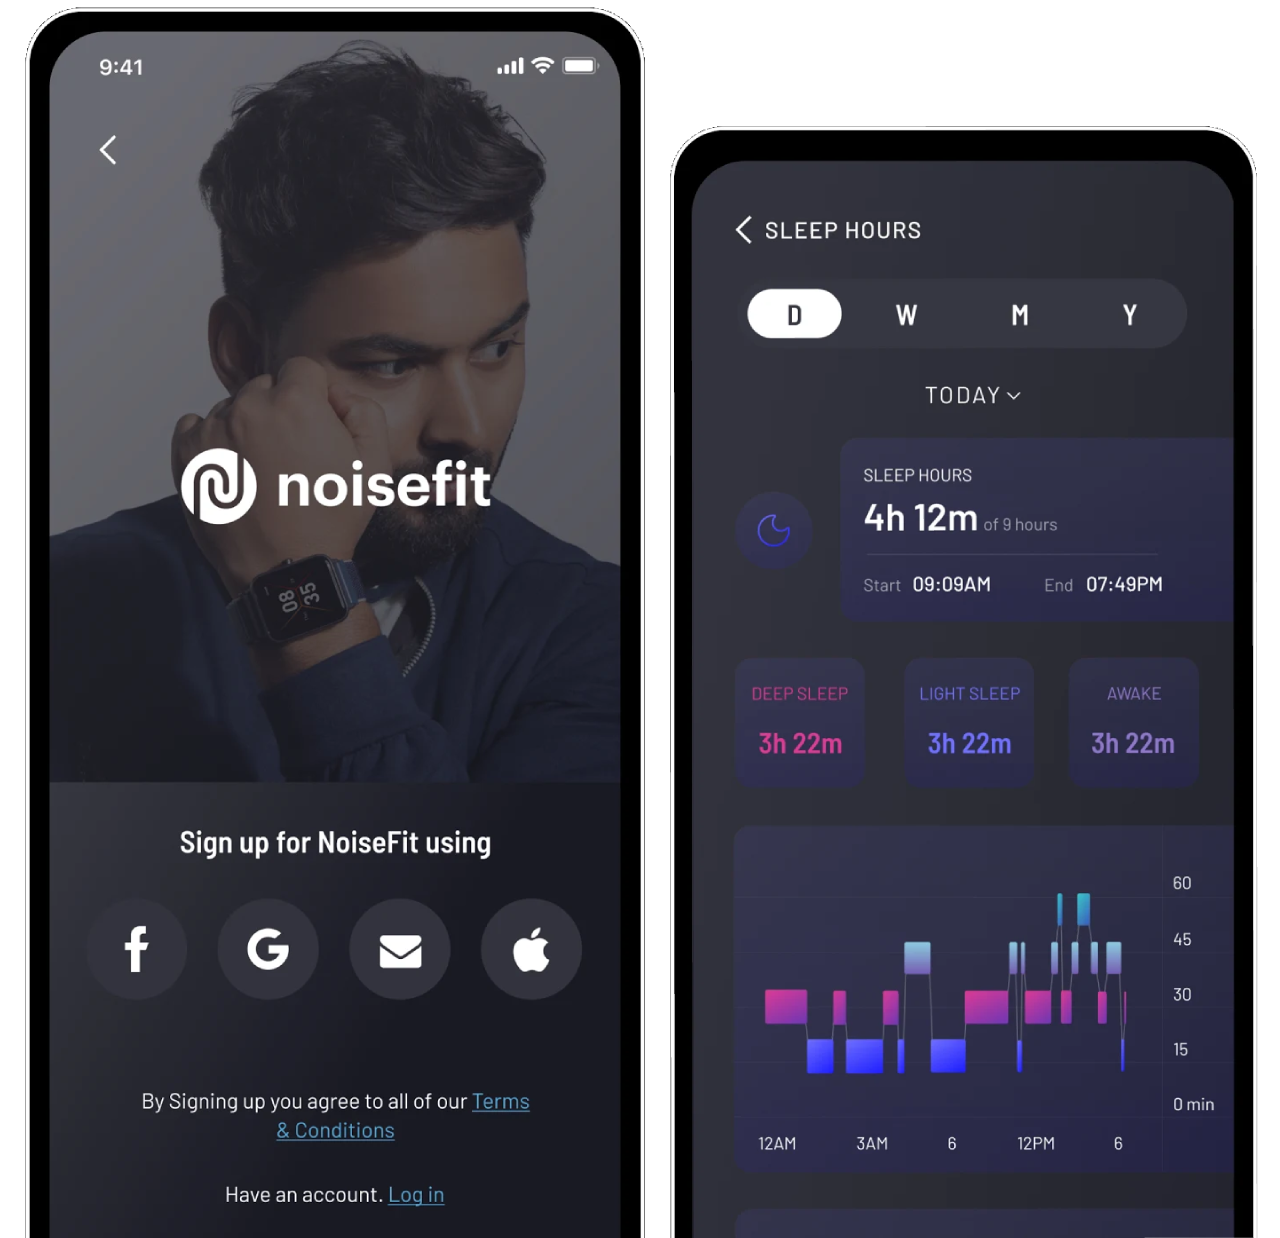 9:41
noisefit
08
35
Sign up for NoiseFit using
By Signing up you agree to all of our Terms
& Conditions
Have an account. Log in
SLEEP HOURS
D W M Y
TODAY
SLEEP HOURS
4h 12m of 9 hours
Start 09:09AM End 07:49PM
DEEP SLEEP LIGHT SLEEP AWAKE
3h 22m 3h 22m 3h 22m
60
45
30
15
0 min
12AM 3AM 6 12PM 6